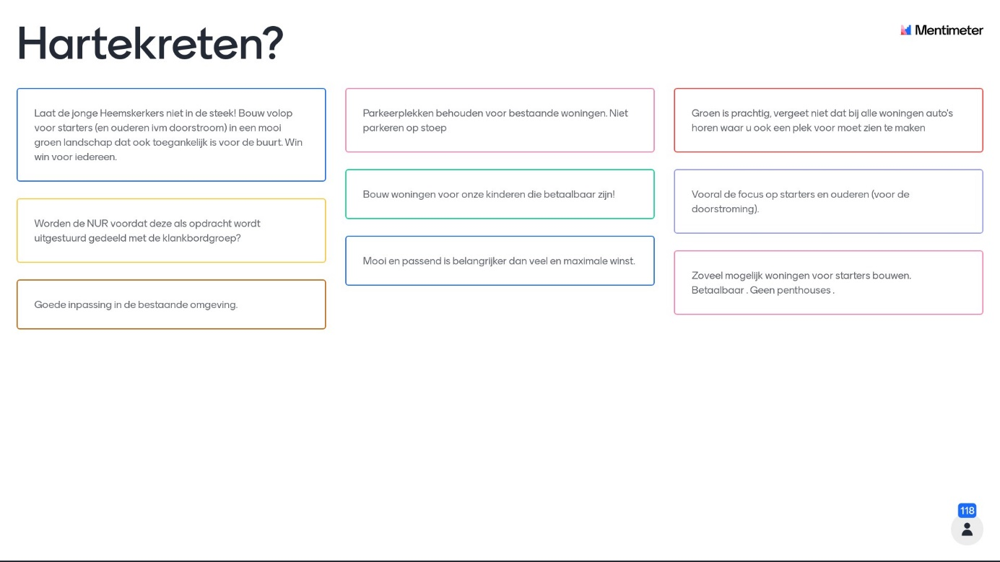 Hartekreten?
Mentimeter
Laat de jonge Heemskerkers niet in de steek! Bouw volop
voor starters (en ouderen ivm doorstroom) in een mooi
groen landschap dat ook toegankelijk is voor de buurt. Win
win voor iedereen.
Worden de NUR voordat deze als opdracht wordt
uitgestuurd gedeeld met de klankbordgroep?
Goede inpassing in de bestaande omgeving.
Parkeerplekken behouden voor bestaande woningen. Niet
parkeren op stoep
Bouw woningen voor onze kinderen die betaalbaar zijn!
Mooi en passend is belangrijker dan veel en maximale winst.
Groen is prachtig, vergeet niet dat bij alle woningen auto's
horen waar u ook een plek voor moet zien te maken
Vooral de focus op starters en ouderen (voor de
doorstroming).
Zoveel mogelijk woningen voor starters bouwen.
Betaalbaar . Geen penthouses .
118